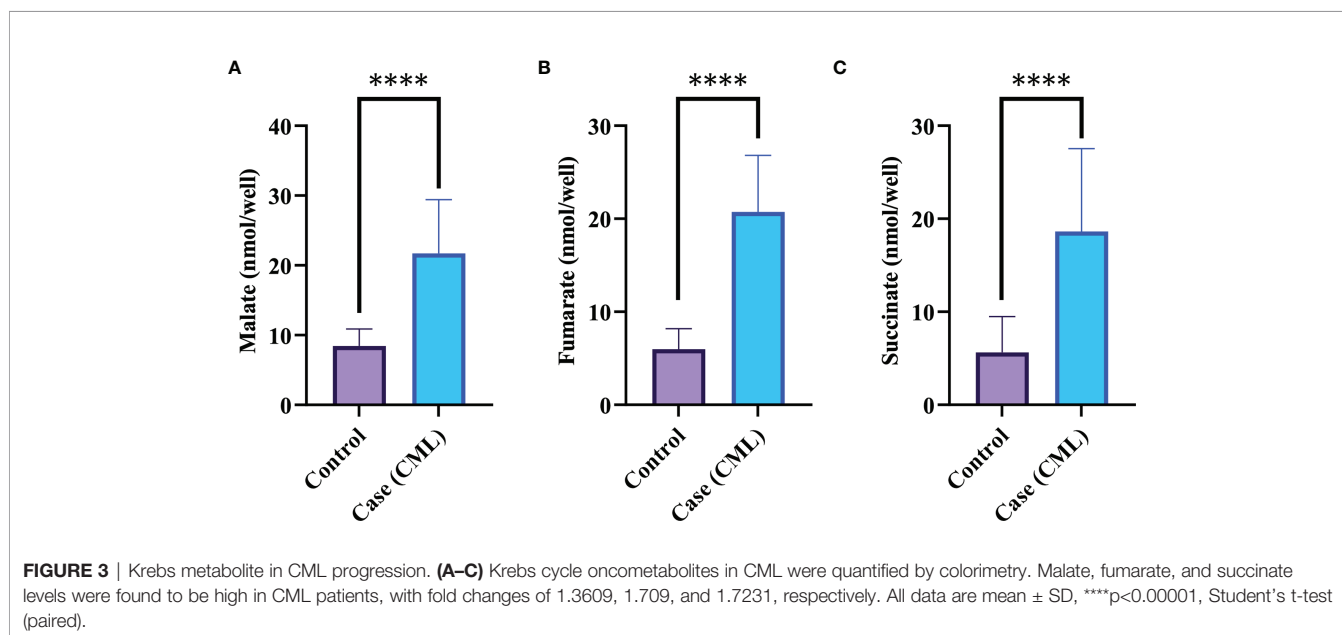 A
B
C
****
****
****
40
30
20
10
0
Malate (nmol/well)
Control
Case (CML)
30
20
10
0
Fumarate (nmol/well)
Control
Case (CML)
30
20
10
0
Succinate (nmol/well)
Control
Case (CML)
FIGURE 3 | Krebs metabolite in CML progression. (A–C) Krebs cycle oncometabolites in CML were quantified by colorimetry. Malate, fumarate, and succinate
levels were found to be high in CML patients, with fold changes of 1.3609, 1.709, and 1.7231, respectively. All data are mean ± SD, ****p<0.00001, Student's t-test
(paired).